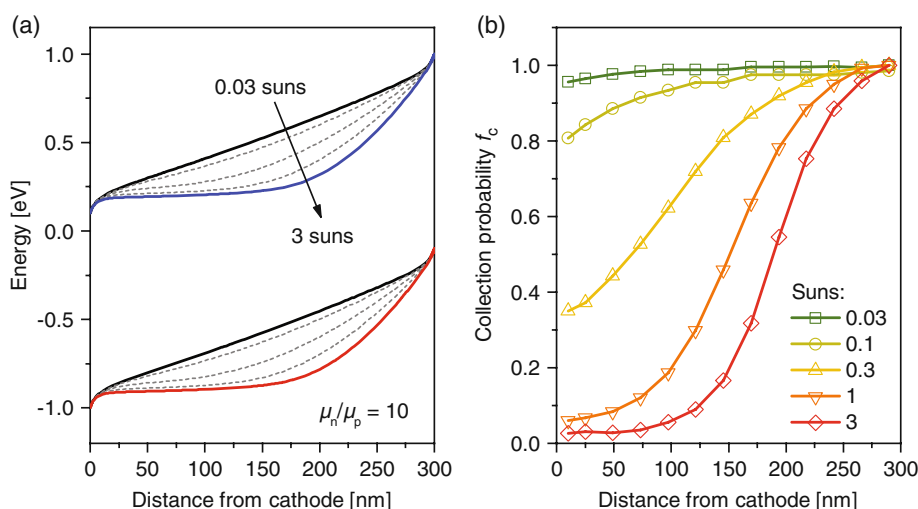 (a)
1.0
0.5
0.0
-0.5
-1.0
Energy [eV]
0.03 suns
3 suns
μn/μp = 10
0 50 100 150 200 250 300
Distance from cathode [nm]
(b)
1.0
0.8
0.6
0.4
0.2
0.0
Collection probability fc
Suns:
0.03
0.1
0.3
1
3
0 50 100 150 200 250 300
Distance from cathode [nm]